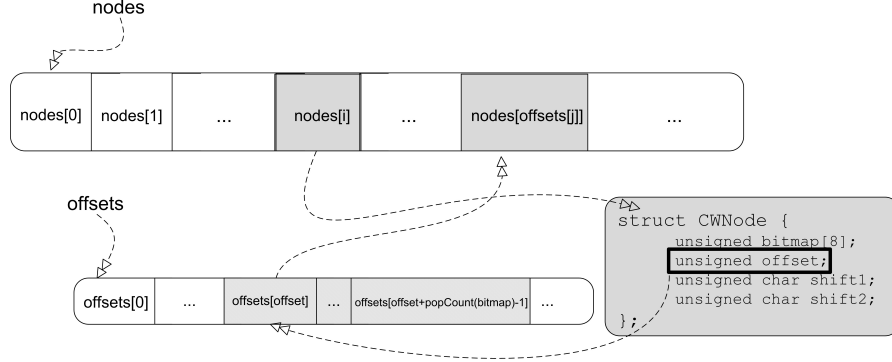 nodes
nodes[0] nodes[1] ... nodes[i] ... nodes[offsets[j]] ...
offsets
offsets[0] ... offsets[offset] ... offsets[offset+popCount(bitmap)-1] ...
struct CWNode {
unsigned bitmap[8];
unsigned offset;
unsigned char shift1;
unsigned char shift2;
};